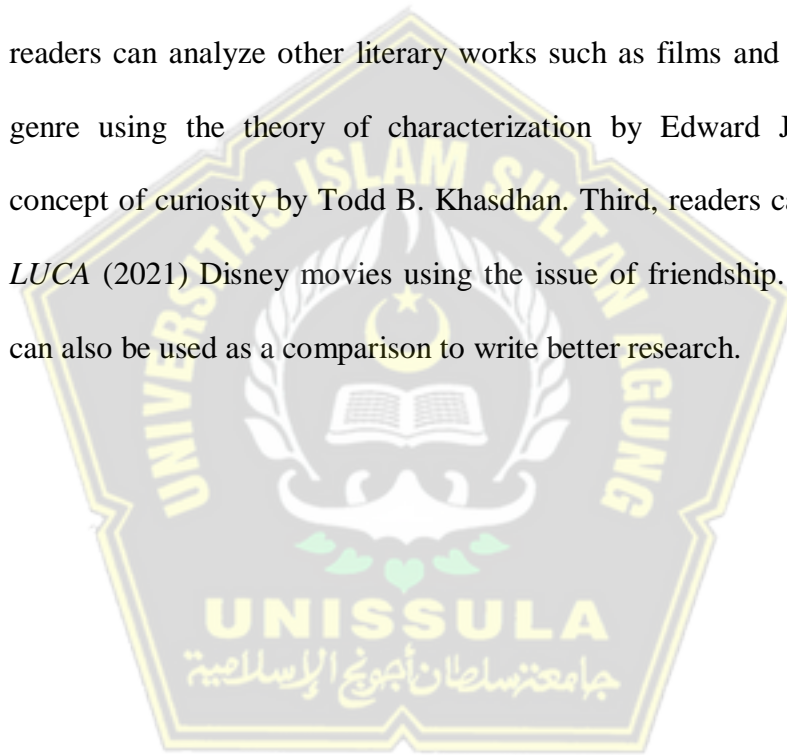 readers can analyze other literary works such as films and
genre using the theory of characterization by Edward J
concept of curiosity by Todd B. Khasdhan. Third, readers ca
LUCA (2021) Disney movies using the issue of friendship.
can also be used as a comparison to write better research.
UNIVERSITAS ISLAM SULTAN AGUNG
UNISSULA
جامعتنسلطان أجونج الإسلامية